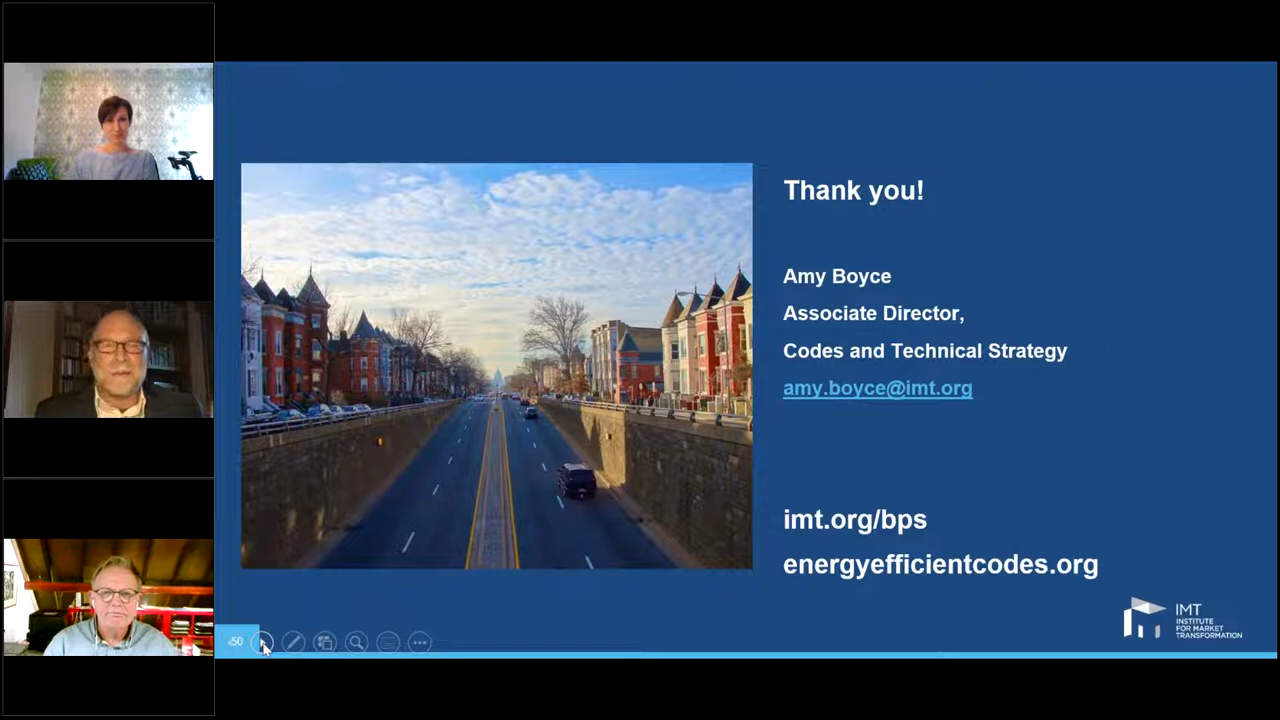 Thank you!
Amy Boyce
Associate Director,
Codes and Technical Strategy
amy.boyce@imt.org
imt.org/bps
energyefficientcodes.org
IMT
INSTITUTE
FOR MARKET
TRANSFORMATION
50